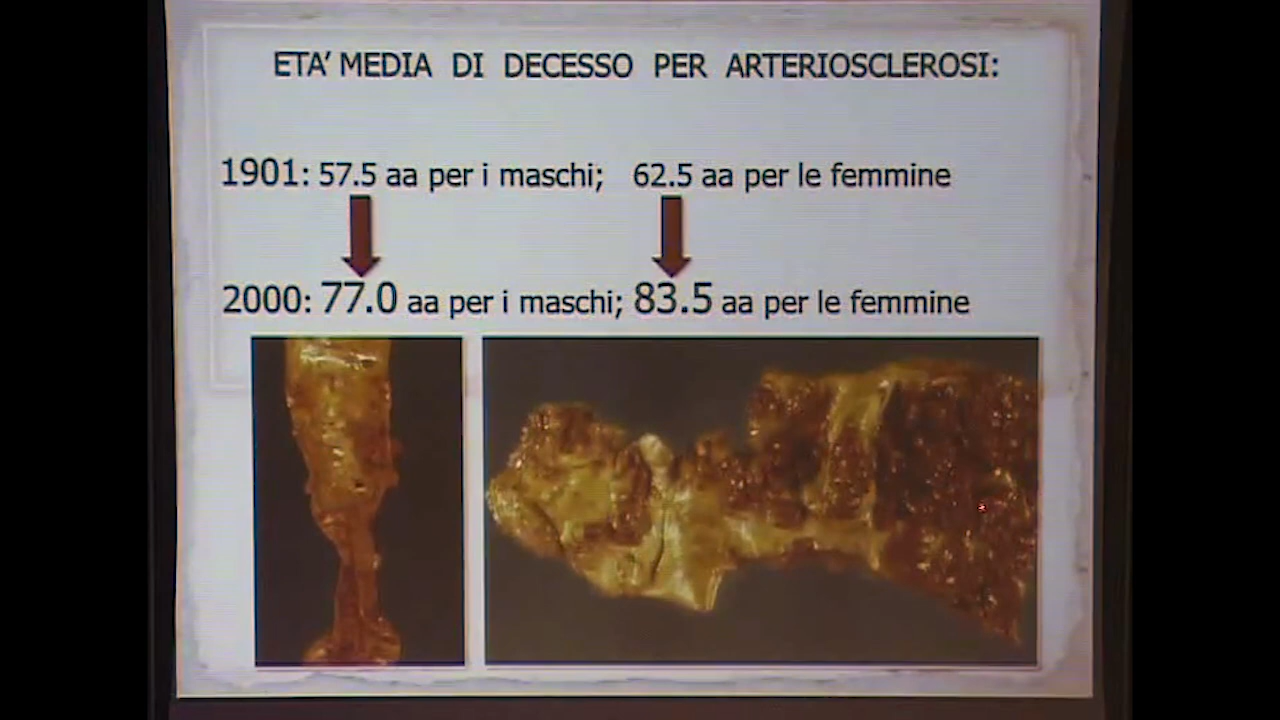 ETA’ MEDIA DI DECESSO PER ARTERIOSCLEROSI:
1901: 57.5 aa per i maschi; 62.5 aa per le femmine
2000: 77.0 aa per i maschi; 83.5 aa per le femmine